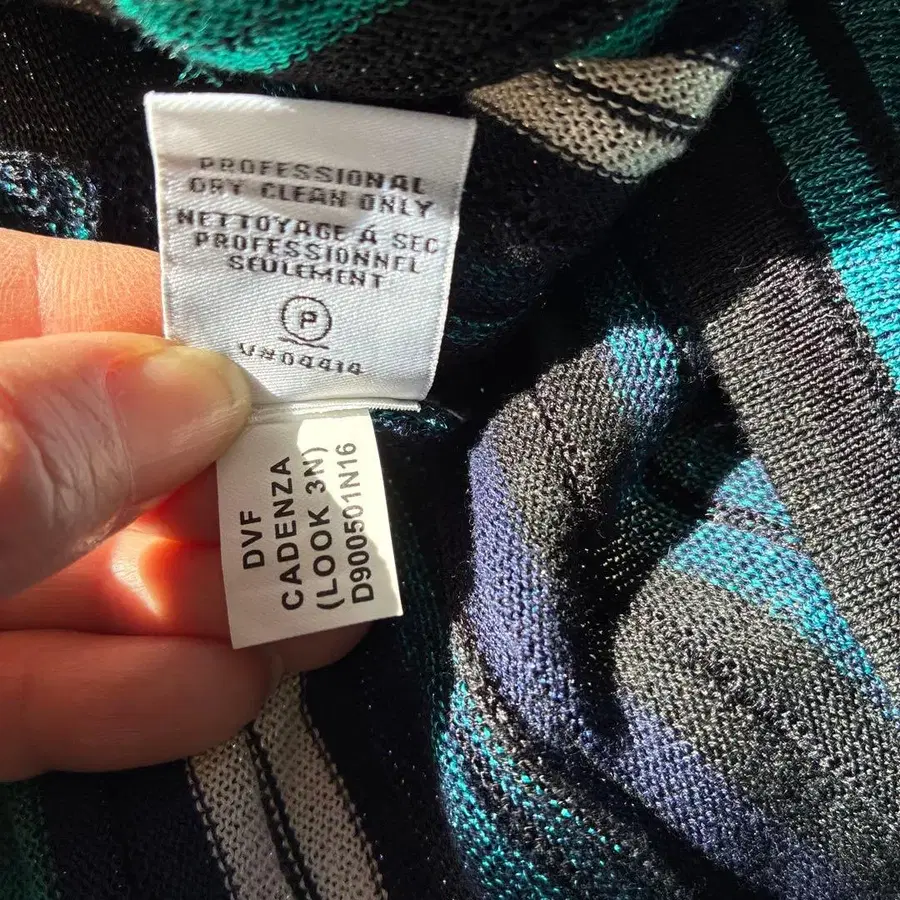 PROFESSIONAL
DRY CLEAN ONLY
NETTOYAGE A SEC
PROFESSIONNEL
SEULEMENT
P
V#04414
DVF
CADENZA
(LOOK 3N)
D900501N16